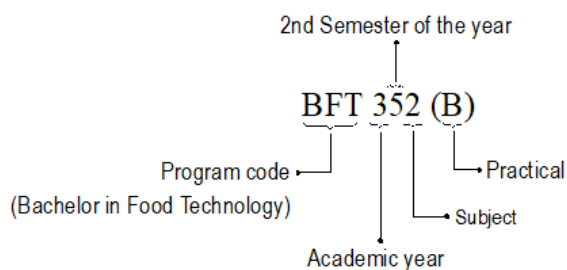 2nd Semester of the year
BFT 352 (B)
Program code
(Bachelor in Food Technology)
Practical
Subject
Academic year